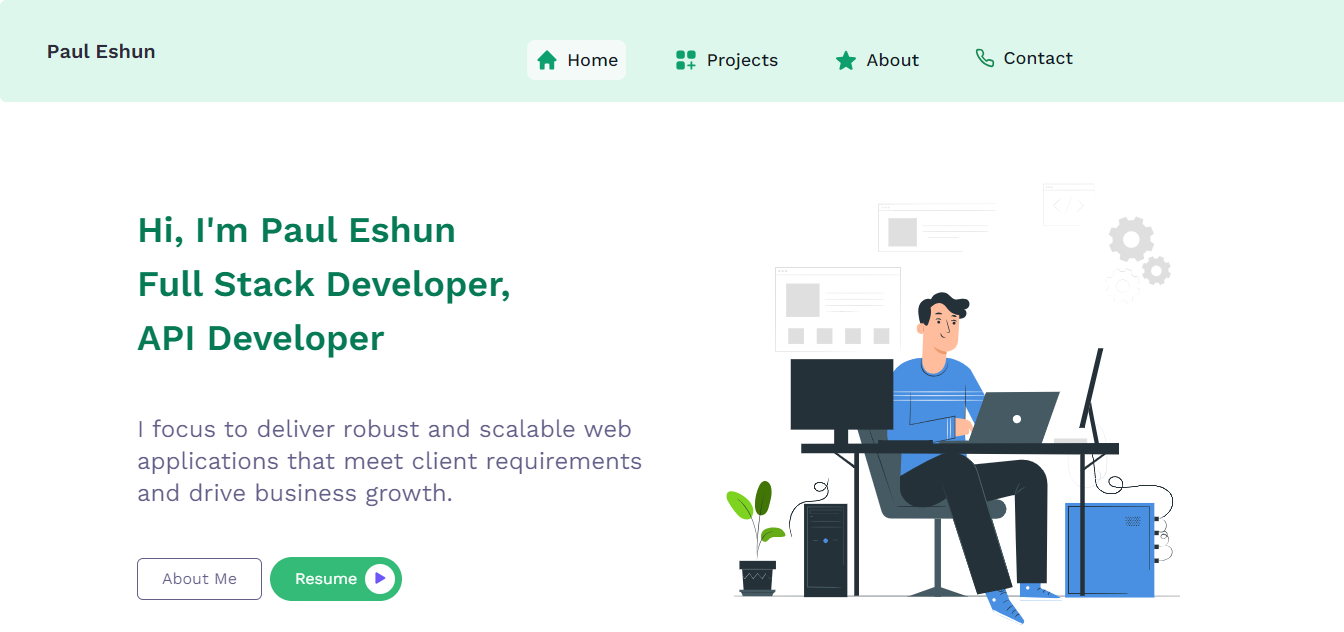 Paul Eshun
Home
Projects
About
Contact
Hi, I'm Paul Eshun
Full Stack Developer,
API Developer
I focus to deliver robust and scalable web
applications that meet client requirements
and drive business growth.
About Me
Resume